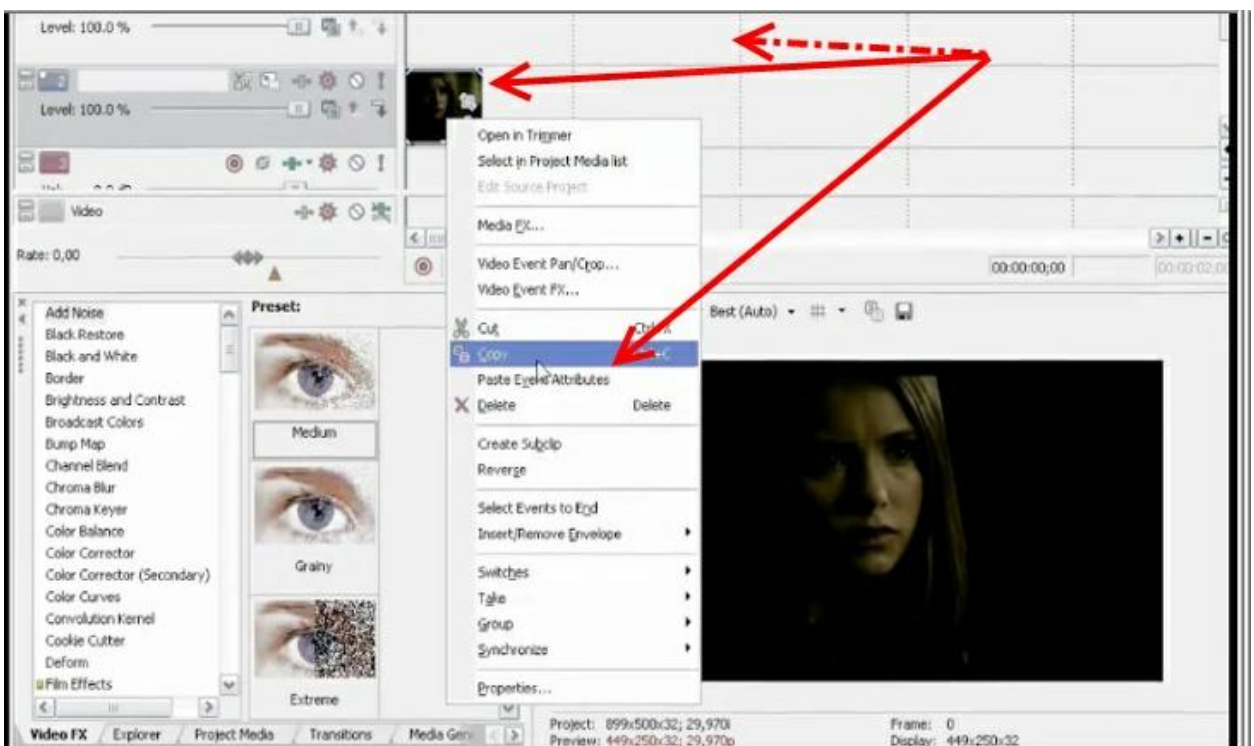 Level: 100.0 %
Level: 100.0 %
Video
Rate: 0,00
00:00:00;00
Open in Trimmer
Select in Project Media list
Edit Source Project
Media FX...
Video Event Pan/Crop...
Video Event FX...
Cut
Copy
Paste Event Attributes
Delete Delete
Create Subclip
Reverse
Select Events to End
Insert/Remove Envelope
Switches
Take
Group
Synchronize
Properties...
Add Noise
Black Restore
Black and White
Border
Brightness and Contrast
Broadcast Colors
Bump Map
Channel Blend
Chroma Blur
Chroma Keyer
Color Balance
Color Corrector
Color Corrector (Secondary)
Color Curves
Convolution Kernel
Cookie Cutter
Deform
Film Effects
Preset:
Medium
Grainy
Extreme
Best (Auto)
Video FX Explorer Project Media Transitions Media Gene
Project: 899x500x32; 29,970i Frame: 0
Preview: 449x250x32; 29,970p Display: 449x250x32